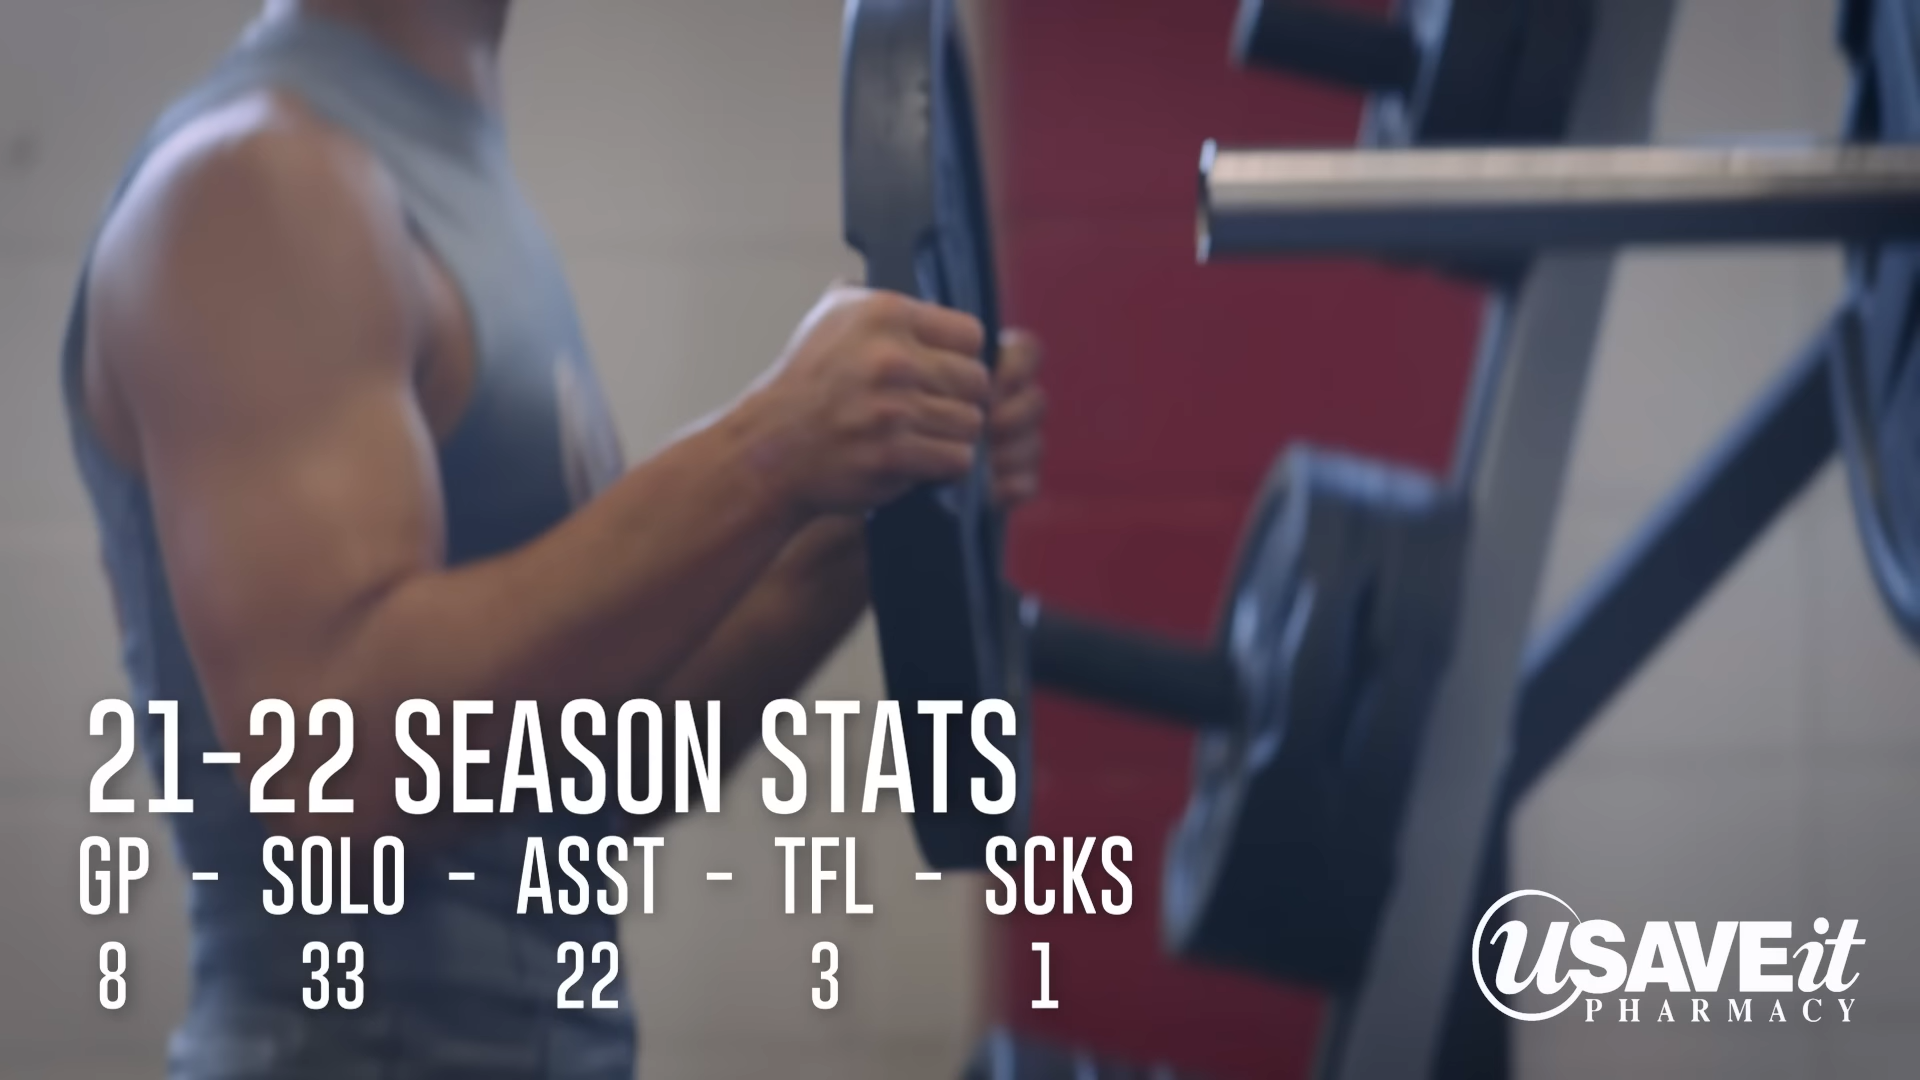 21-22 SEASON STATS
GP - SOLO - ASST - TFL - SCKS
8 33 22 3 1
uSAVEit
PHARMACY